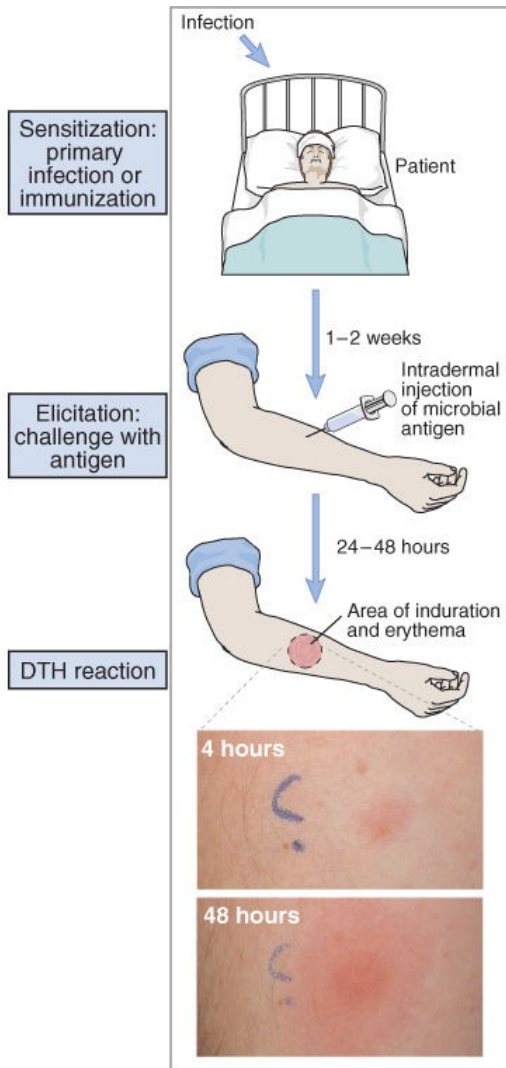 Infection
Sensitization:
primary
infection or
immunization
Patient
1–2 weeks
Intradermal
injection
of microbial
antigen
Elicitation:
challenge with
antigen
24–48 hours
Area of induration
and erythema
DTH reaction
4 hours
48 hours